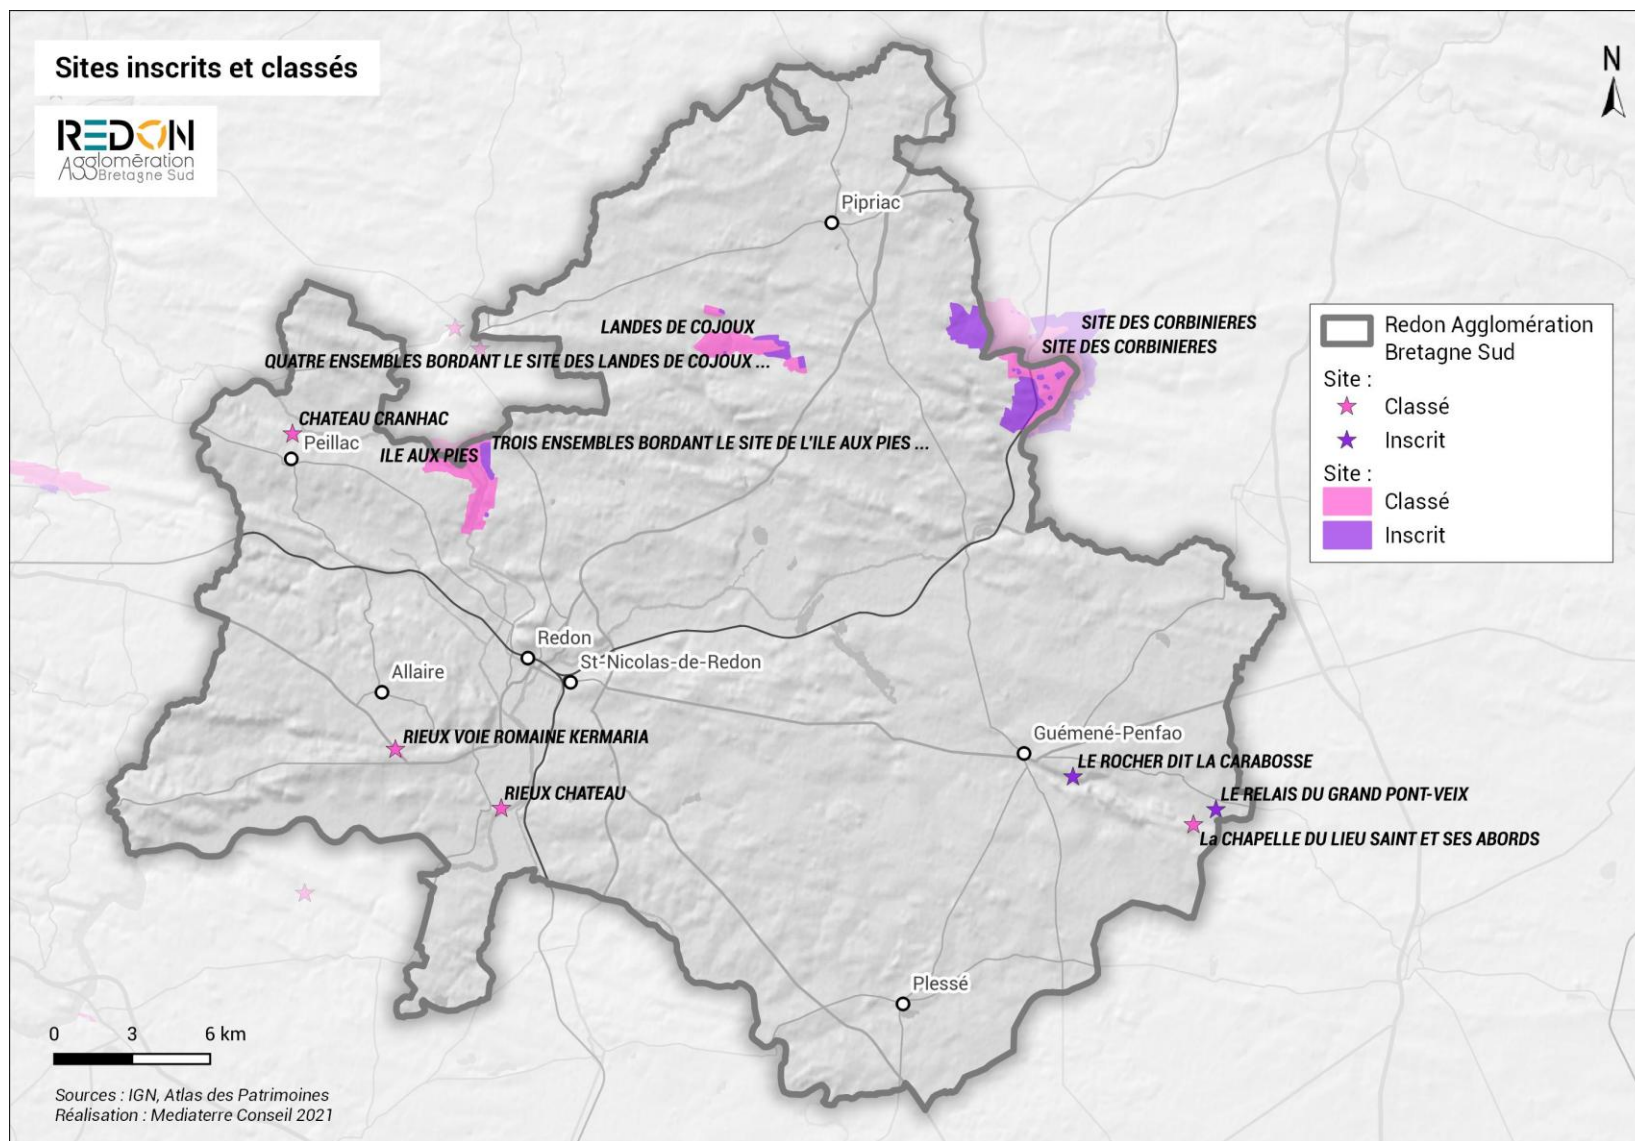 Sites inscrits et classés
REDON
Agglomération
Bretagne Sud
N
Pipriac
LANDES DE COJOUX
SITE DES CORBINIERES
SITE DES CORBINIERES
QUATRE ENSEMBLES BORDANT LE SITE DES LANDES DE COJOUX ...
CHATEAU CRANHAC
Peillac
ILE AUX PIES
TROIS ENSEMBLES BORDANT LE SITE DE L'ILE AUX PIES ...
Redon Agglomération
Bretagne Sud
Site :
Classé
Inscrit
Site :
Classé
Inscrit
Redon
St-Nicolas-de-Redon
Allaire
RIEUX VOIE ROMAINE KERMARIA
RIEUX CHATEAU
Guémené-Penfao
LE ROCHER DIT LA CARABOSSE
LE RELAIS DU GRAND PONT-VEIX
La CHAPELLE DU LIEU SAINT ET SES ABORDS
Plessé
0 3 6 km
Sources : IGN, Atlas des Patrimoines
Réalisation : Mediaterre Conseil 2021